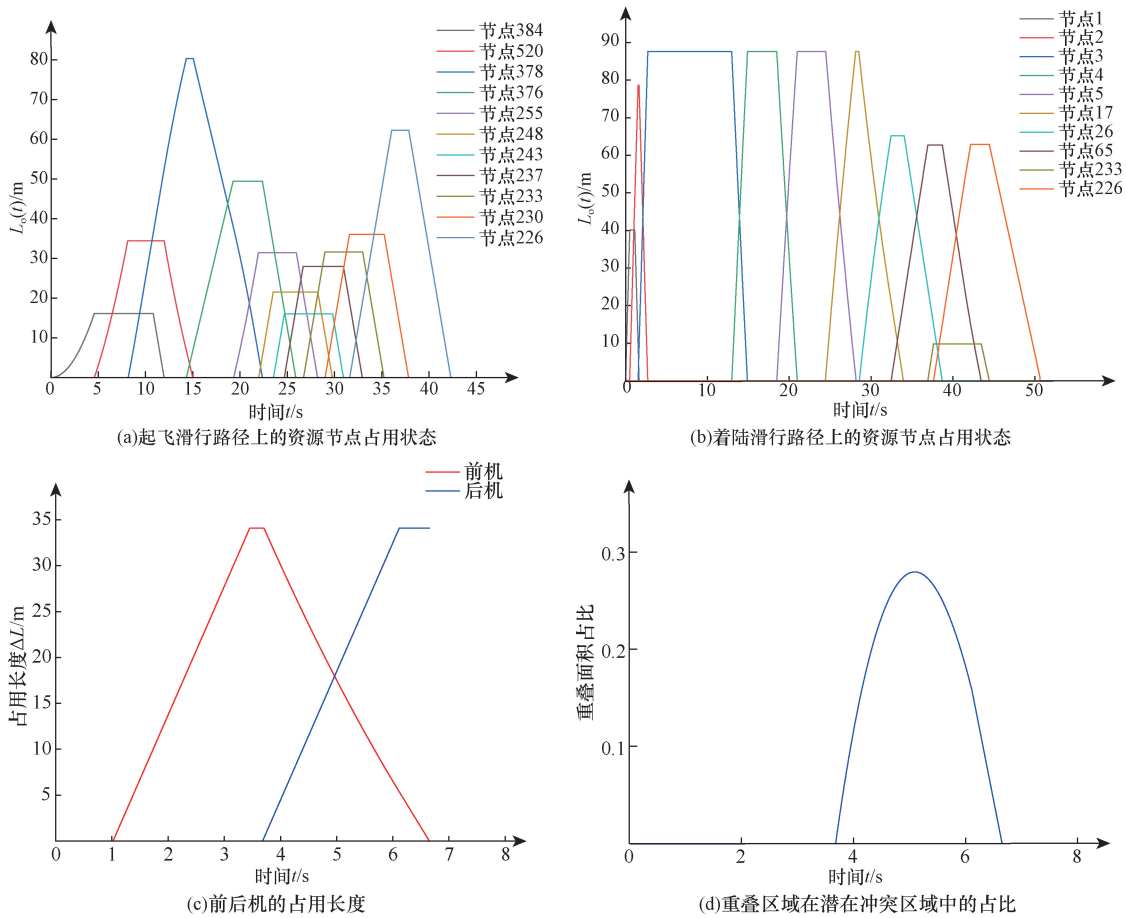 节点384
节点520
节点378
节点376
节点255
节点248
节点243
节点237
节点233
节点230
节点226
80
70
60
50
40
30
20
10
Lo(t)/m
0 5 10 15 20 25 30 35 40 45
时间t/s
(a)起飞滑行路径上的资源节点占用状态
节点1
节点2
节点3
节点4
节点5
节点17
节点26
节点65
节点233
节点226
90
80
70
60
50
40
30
20
10
Lo(t)/m
0 10 20 30 40 50
时间t/s
(b)着陆滑行路径上的资源节点占用状态
前机
后机
35
30
25
20
15
10
5
占用长度ΔL/m
0 1 2 3 4 5 6 7 8
时间t/s
(c)前后机的占用长度
0.3
0.2
0.1
重叠面积占比
0 2 4 6 8
时间t/s
(d)重叠区域在潜在冲突区域中的占比